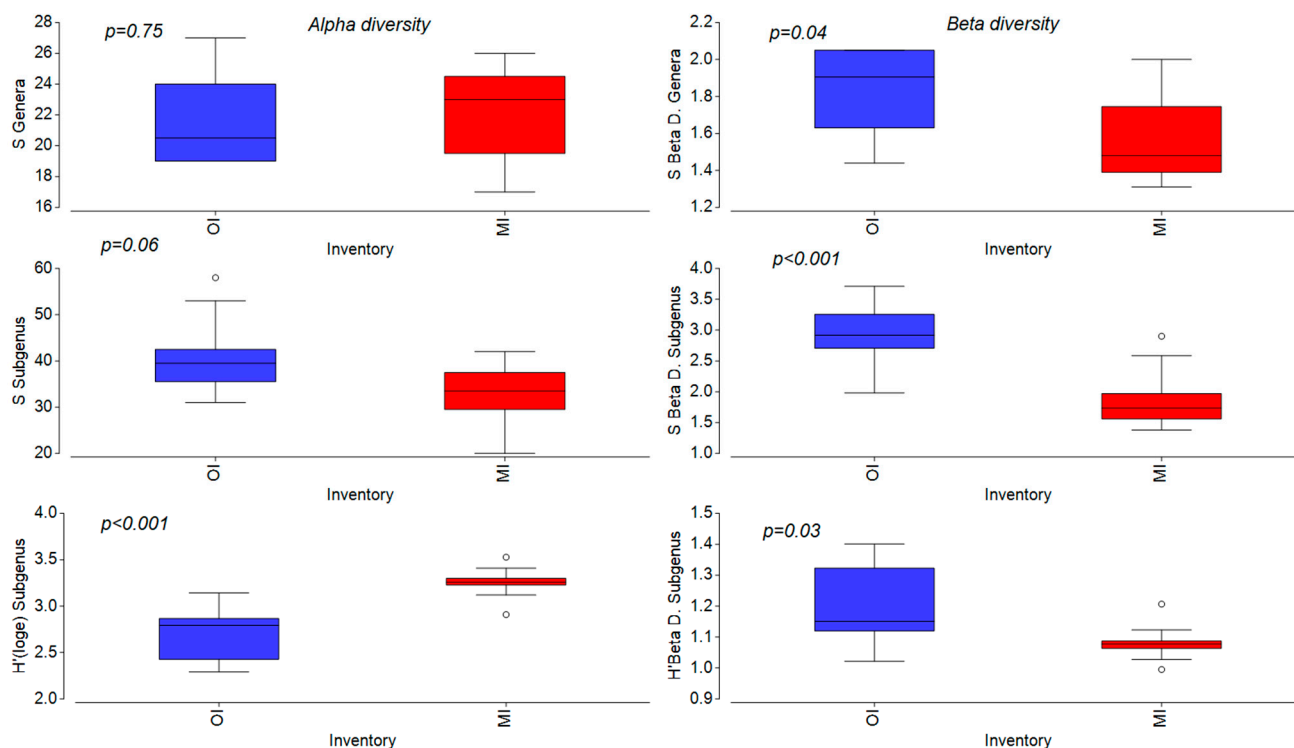 p=0.75
Alpha diversity
S Genera
28
26
24
22
20
18
16
OI
MI
Inventory
p=0.04
Beta diversity
S Beta D. Genera
2.2
2.0
1.8
1.6
1.4
1.2
OI
MI
Inventory
p=0.06
S Subgenus
60
50
40
30
20
OI
MI
Inventory
p<0.001
S Beta D. Subgenus
4.0
3.5
3.0
2.5
2.0
1.5
1.0
OI
MI
Inventory
p<0.001
H'(loge) Subgenus
4.0
3.5
3.0
2.5
2.0
OI
MI
Inventory
p=0.03
H'Beta D. Subgenus
1.5
1.4
1.3
1.2
1.1
1.0
0.9
OI
MI
Inventory